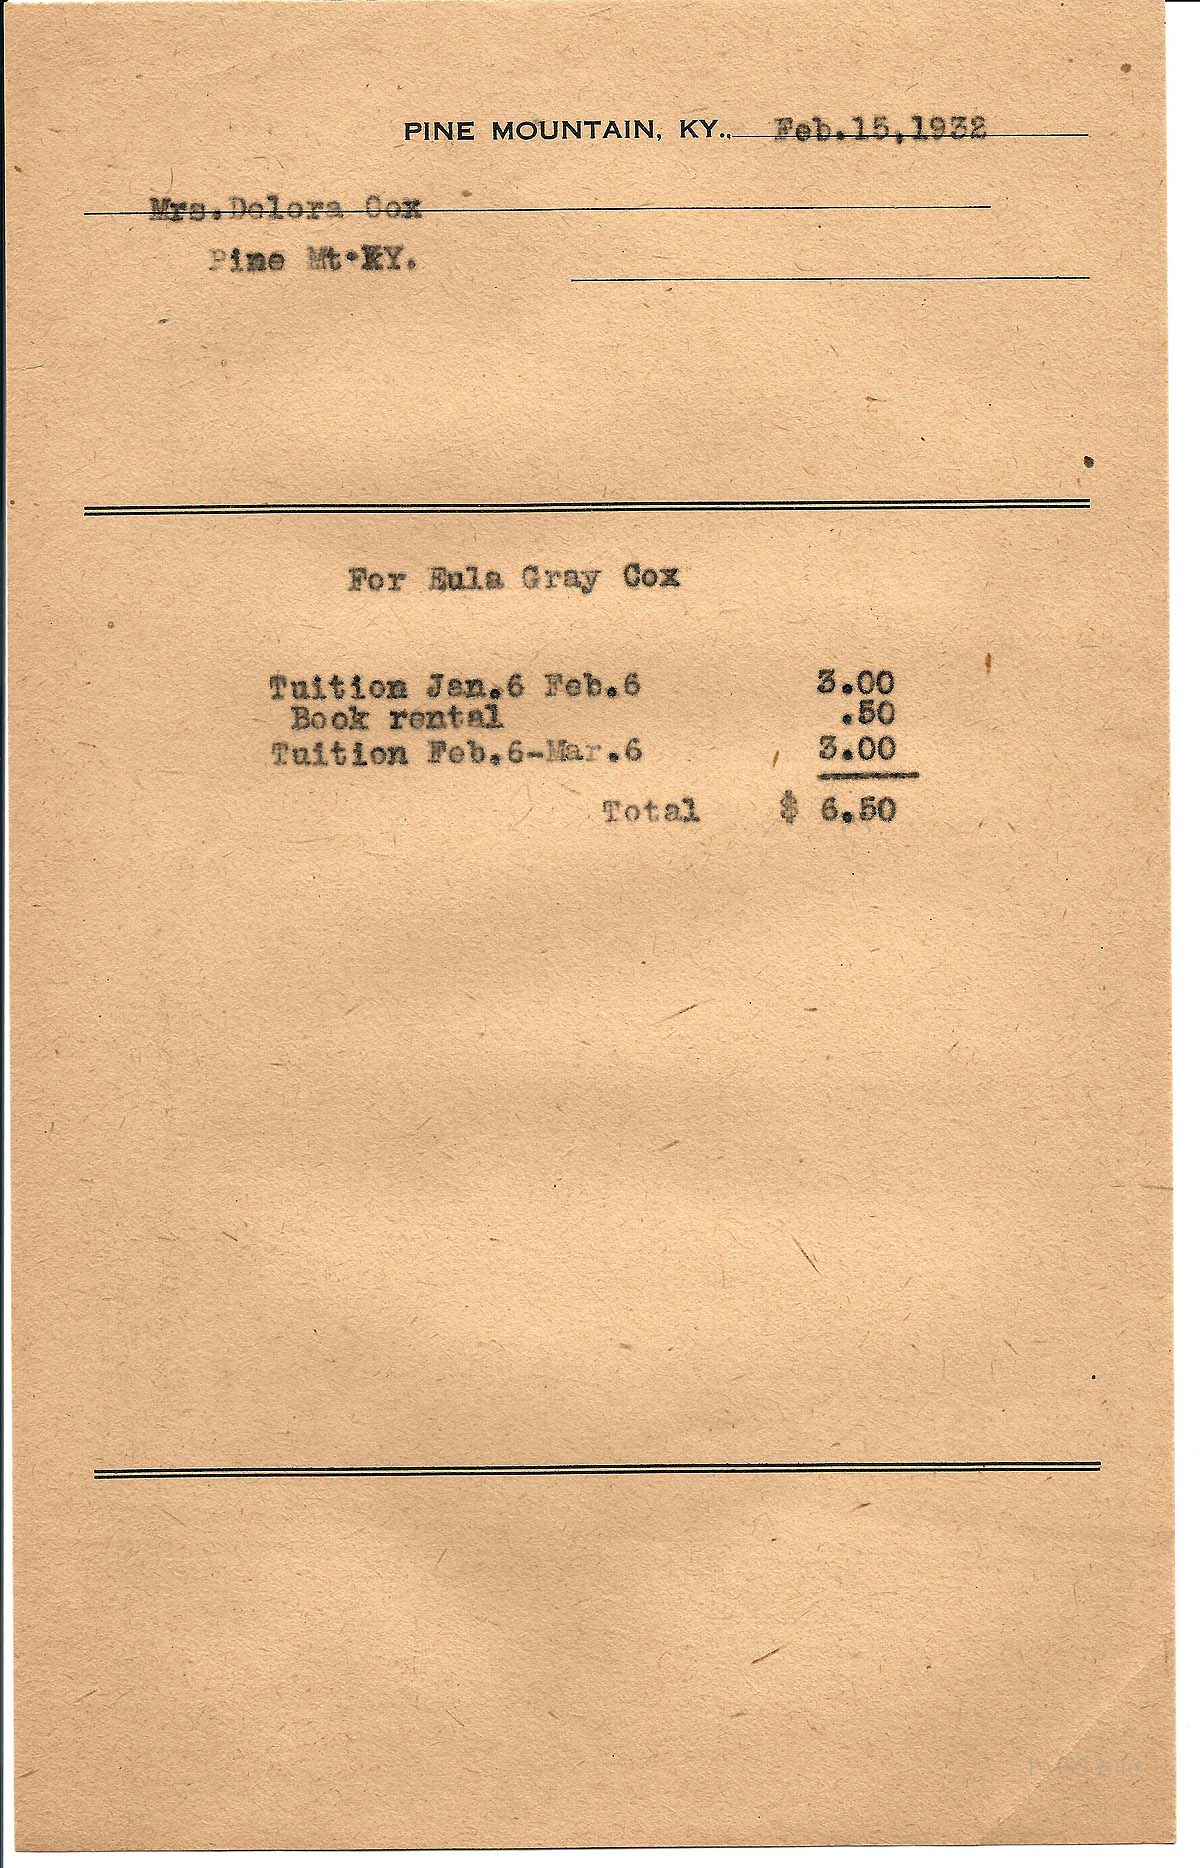 PINE MOUNTAIN, KY., Feb.15,1932
Mrs.Delora Cox
Pine Mt.KY.
For Eula Gray Cox
Tuition Jan.6 Feb.6 3.00
Book rental .50
Tuition Feb.6-Mar.6 3.00
Total $ 6.50